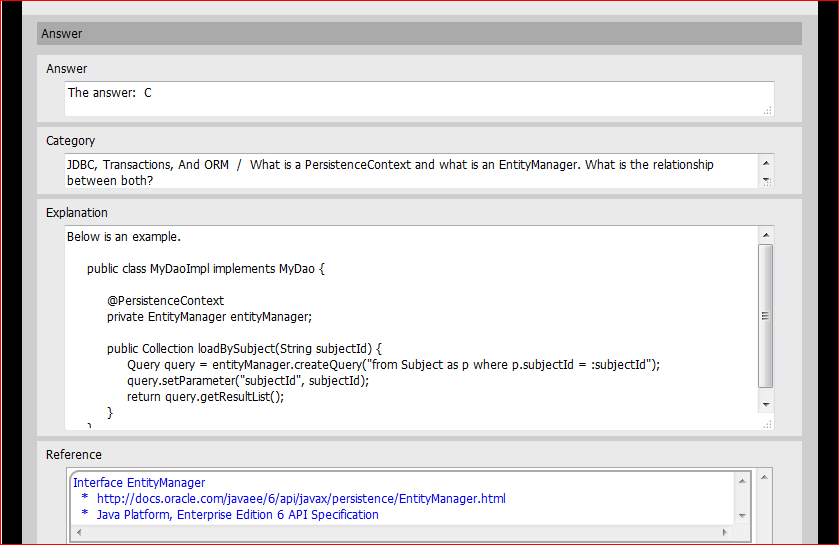 Answer
Answer
The answer:  C
Category
JDBC, Transactions, And ORM  /  What is a PersistenceContext and what is an EntityManager. What is the relationship
between both?
Explanation
Below is an example.
public class MyDaoImpl implements MyDao {
@PersistenceContext
private EntityManager entityManager;
public Collection loadBySubject(String subjectId) {
Query query = entityManager.createQuery("from Subject as p where p.subjectId = :subjectId");
query.setParameter("subjectId", subjectId);
return query.getResultList();
}
}
Reference
Interface EntityManager
* http://docs.oracle.com/javaee/6/api/javax/persistence/EntityManager.html
* Java Platform, Enterprise Edition 6 API Specification